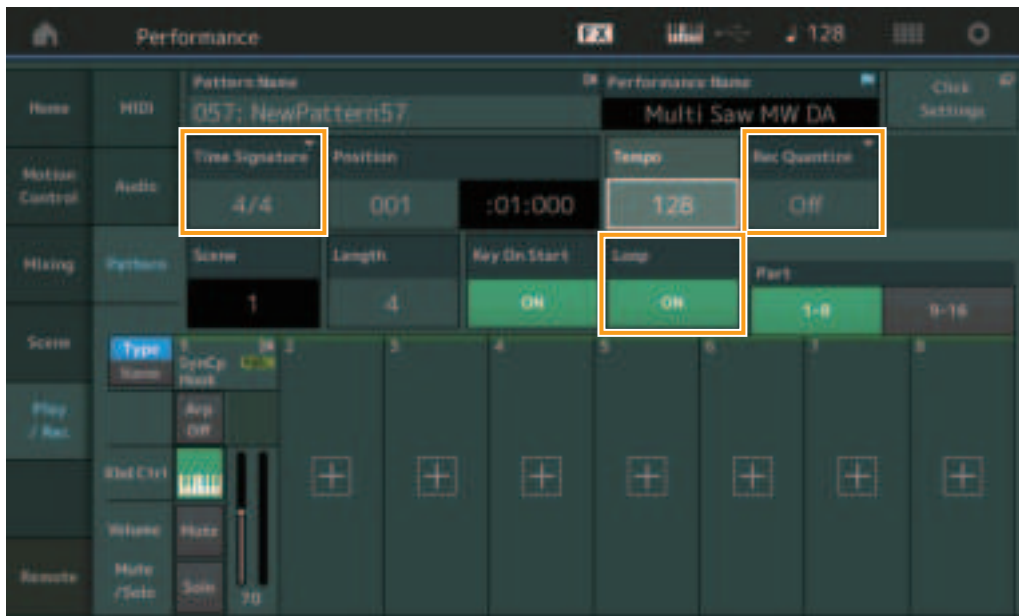 Performance
FX
128
Home
MIDI
Pattern Name
057: NewPattern57
Performance Name
Multi Saw MW DA
Click
Settings
Motion
Control
Audio
Time Signature
4/4
Position
001
:01:000
Tempo
128
Rec Quantize
Off
Mixing
Pattern
Scene
1
Length
4
Key On Start
ON
Loop
ON
Part
1-8
9-16
Scene
Type
Name
1
2
3
4
5
6
7
8
SynCp
Play
/ Rec
Arp
Off
Kbd Ctrl
Volume
Mute
Mute
/Solo
Solo
70
Remote